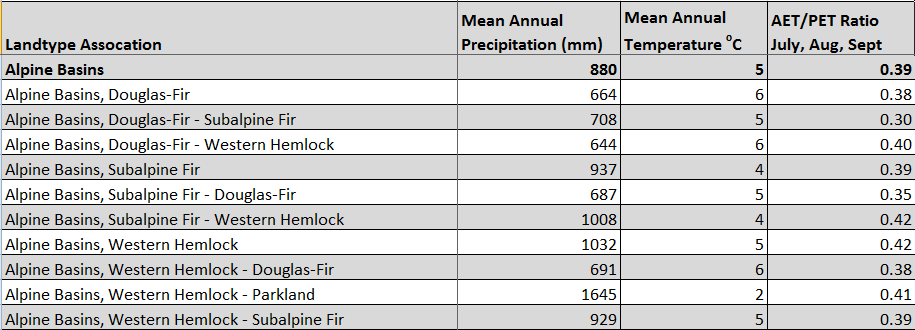 Landtype Assocation | Mean Annual Precipitation (mm) | Mean Annual Temperature °C | AET/PET Ratio July, Aug, Sept
Alpine Basins | 880 | 5 | 0.39
Alpine Basins, Douglas-Fir | 664 | 6 | 0.38
Alpine Basins, Douglas-Fir - Subalpine Fir | 708 | 5 | 0.30
Alpine Basins, Douglas-Fir - Western Hemlock | 644 | 6 | 0.40
Alpine Basins, Subalpine Fir | 937 | 4 | 0.39
Alpine Basins, Subalpine Fir - Douglas-Fir | 687 | 5 | 0.35
Alpine Basins, Subalpine Fir - Western Hemlock | 1008 | 4 | 0.42
Alpine Basins, Western Hemlock | 1032 | 5 | 0.42
Alpine Basins, Western Hemlock - Douglas-Fir | 691 | 6 | 0.38
Alpine Basins, Western Hemlock - Parkland | 1645 | 2 | 0.41
Alpine Basins, Western Hemlock - Subalpine Fir | 929 | 5 | 0.39